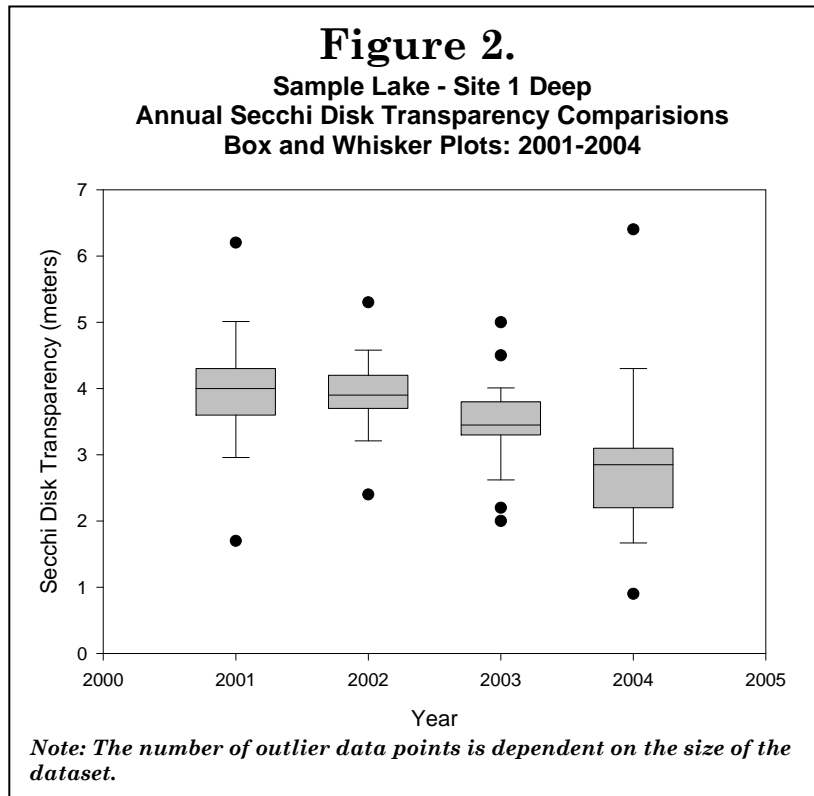 Figure 2.
Sample Lake - Site 1 Deep
Annual Secchi Disk Transparency Comparisions
Box and Whisker Plots: 2001-2004
Secchi Disk Transparency (meters)
7
6
5
4
3
2
1
0
2000 2001 2002 2003 2004 2005
Year
Note: The number of outlier data points is dependent on the size of the
dataset.